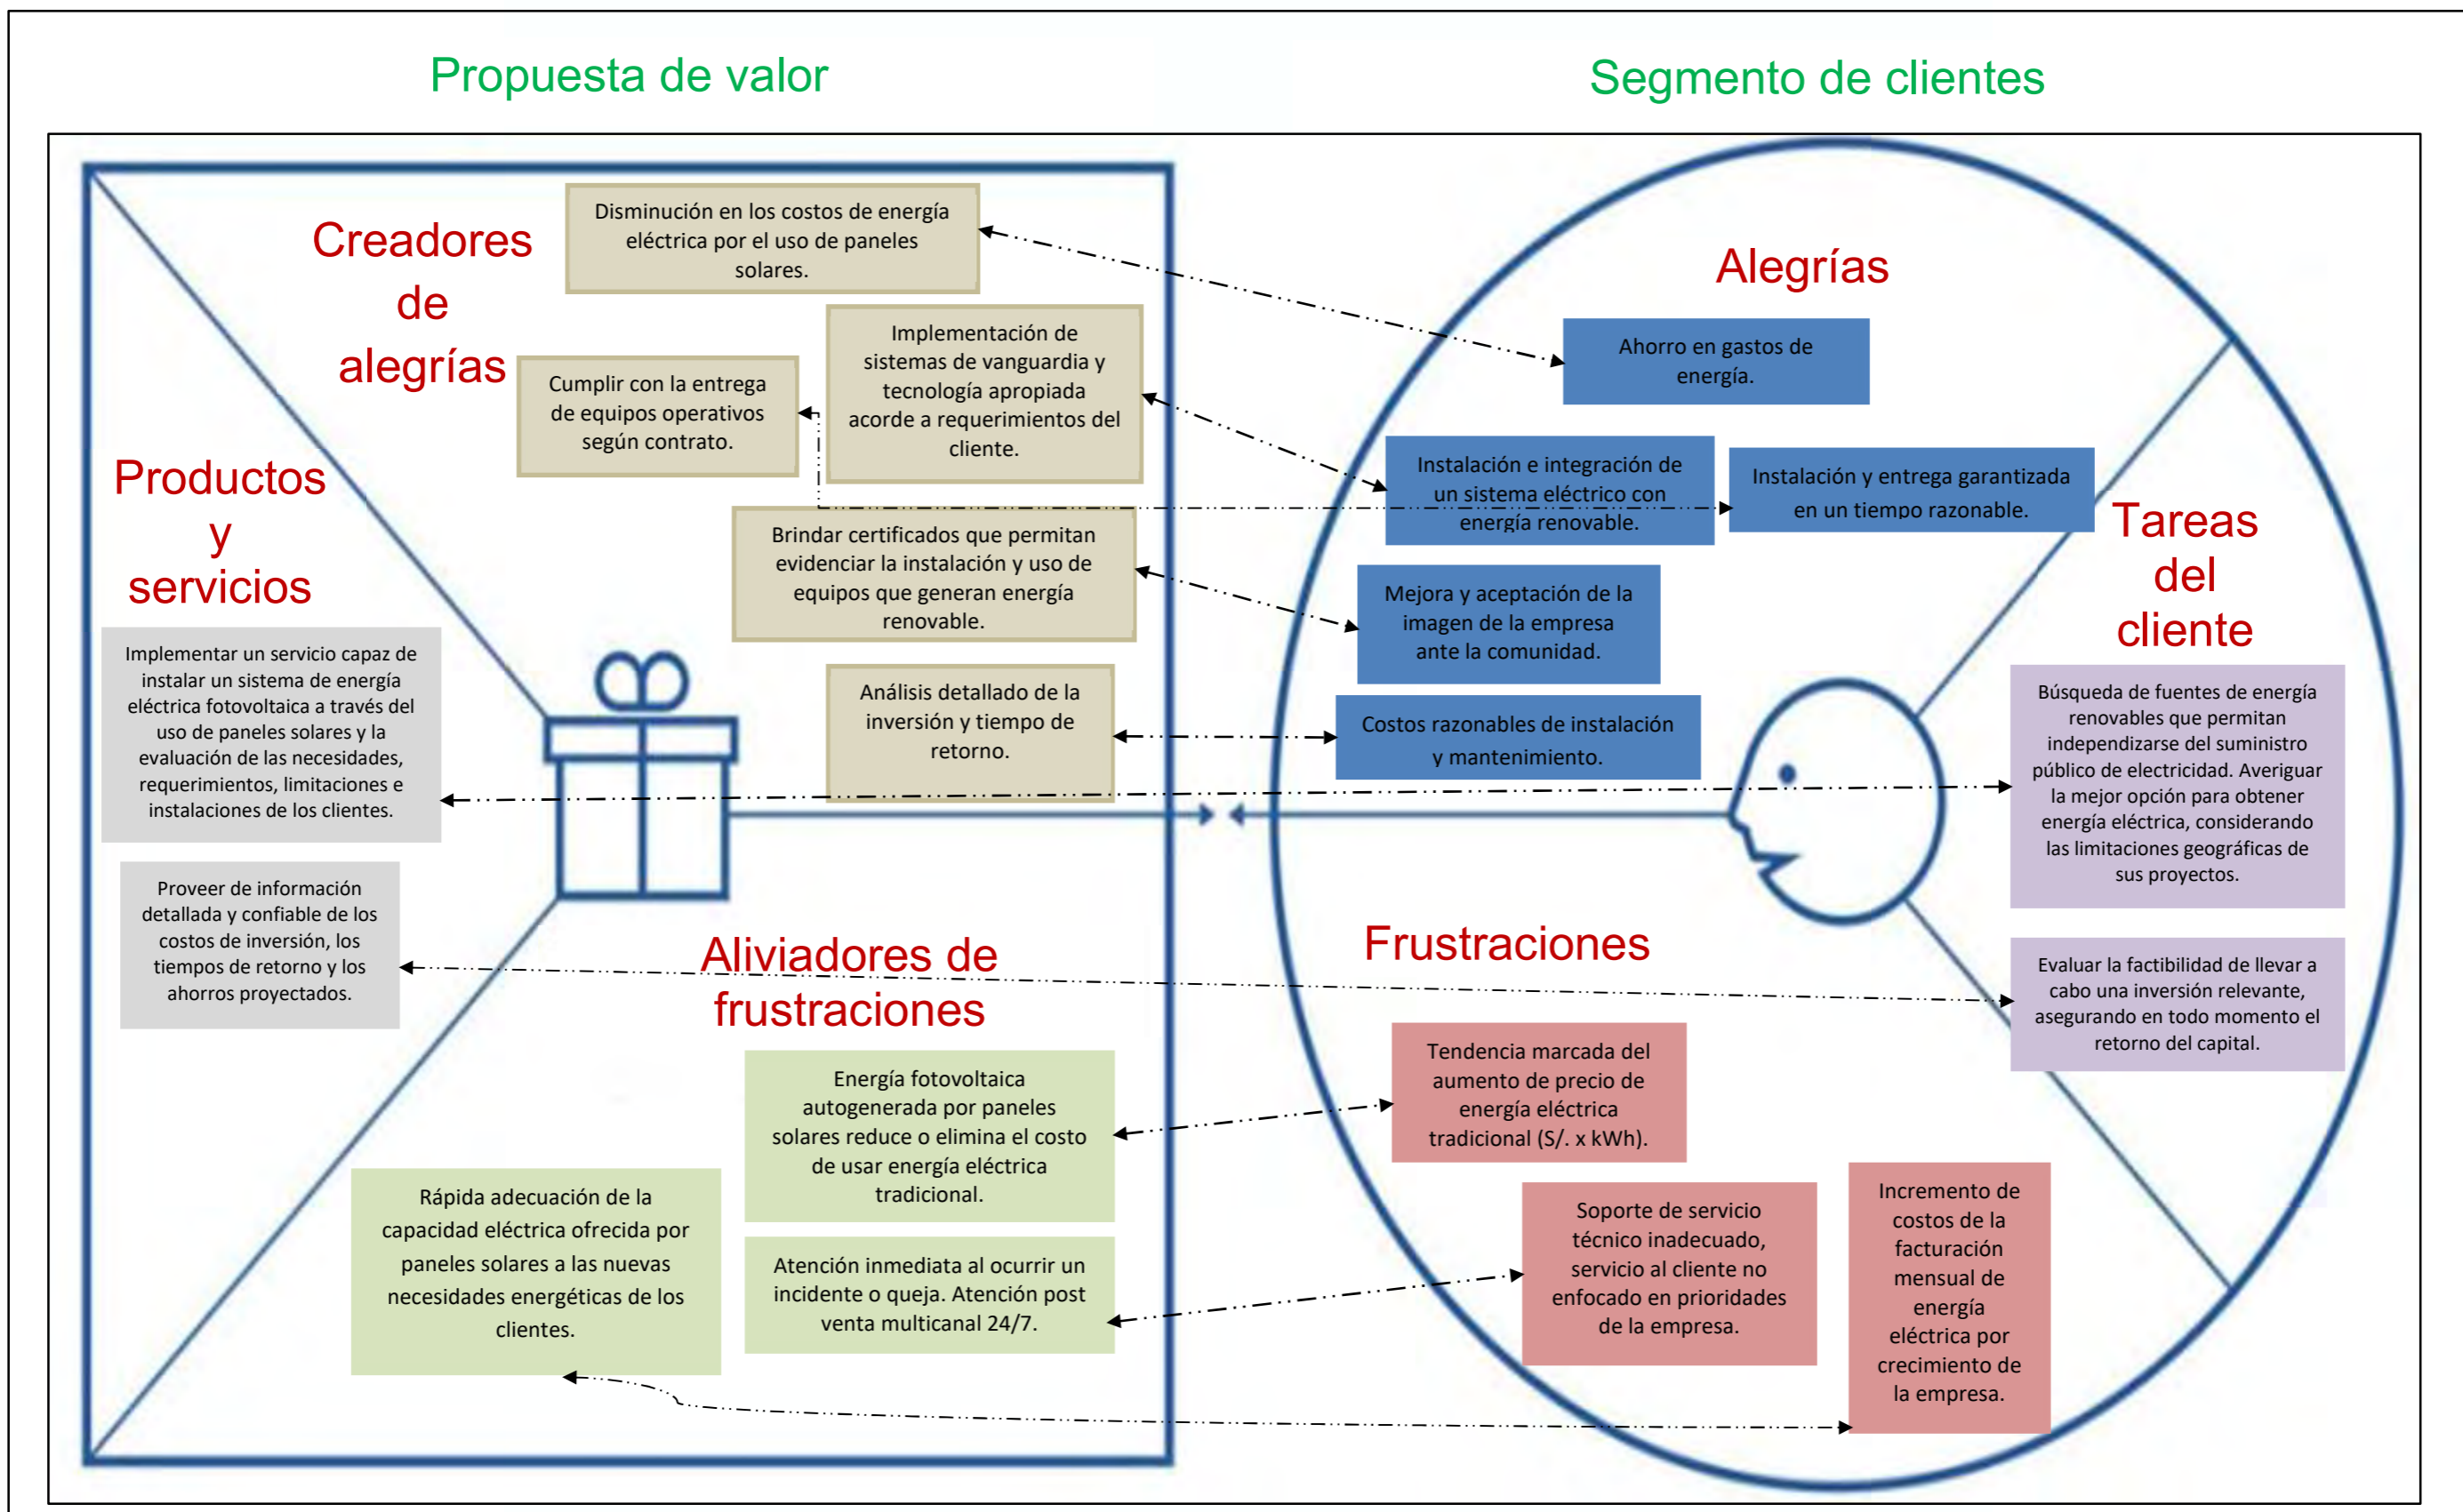 Propuesta de valor
Segmento de clientes
Creadores
de
alegrías
Disminución en los costos de energía
eléctrica por el uso de paneles
solares.
Implementación de
sistemas de vanguardia y
tecnología apropiada
acorde a requerimientos del
cliente.
Cumplir con la entrega
de equipos operativos
según contrato.
Brindar certificados que permitan
evidenciar la instalación y uso de
equipos que generan energía
renovable.
Análisis detallado de la
inversión y tiempo de
retorno.
Productos
y
servicios
Implementar un servicio capaz de
instalar un sistema de energía
eléctrica fotovoltaica a través del
uso de paneles solares y la
evaluación de las necesidades,
requerimientos, limitaciones e
instalaciones de los clientes.
Proveer de información
detallada y confiable de los
costos de inversión, los
tiempos de retorno y los
ahorros proyectados.
Aliviadores de
frustraciones
Energía fotovoltaica
autogenerada por paneles
solares reduce o elimina el costo
de usar energía eléctrica
tradicional.
Rápida adecuación de la
capacidad eléctrica ofrecida por
paneles solares a las nuevas
necesidades energéticas de los
clientes.
Atención inmediata al ocurrir un
incidente o queja. Atención post
venta multicanal 24/7.
Alegrías
Ahorro en gastos de
energía.
Instalación e integración de
un sistema eléctrico con
energía renovable.
Instalación y entrega garantizada
en un tiempo razonable.
Mejora y aceptación de la
imagen de la empresa
ante la comunidad.
Costos razonables de instalación
y mantenimiento.
Tareas
del
cliente
Búsqueda de fuentes de energía
renovables que permitan
independizarse del suministro
público de electricidad. Averiguar
la mejor opción para obtener
energía eléctrica, considerando
las limitaciones geográficas de
sus proyectos.
Evaluar la factibilidad de llevar a
cabo una inversión relevante,
asegurando en todo momento el
retorno del capital.
Frustraciones
Tendencia marcada del
aumento de precio de
energía eléctrica
tradicional (S/. x kWh).
Soporte de servicio
técnico inadecuado,
servicio al cliente no
enfocado en prioridades
de la empresa.
Incremento de
costos de la
facturación
mensual de
energía
eléctrica por
crecimiento de
la empresa.